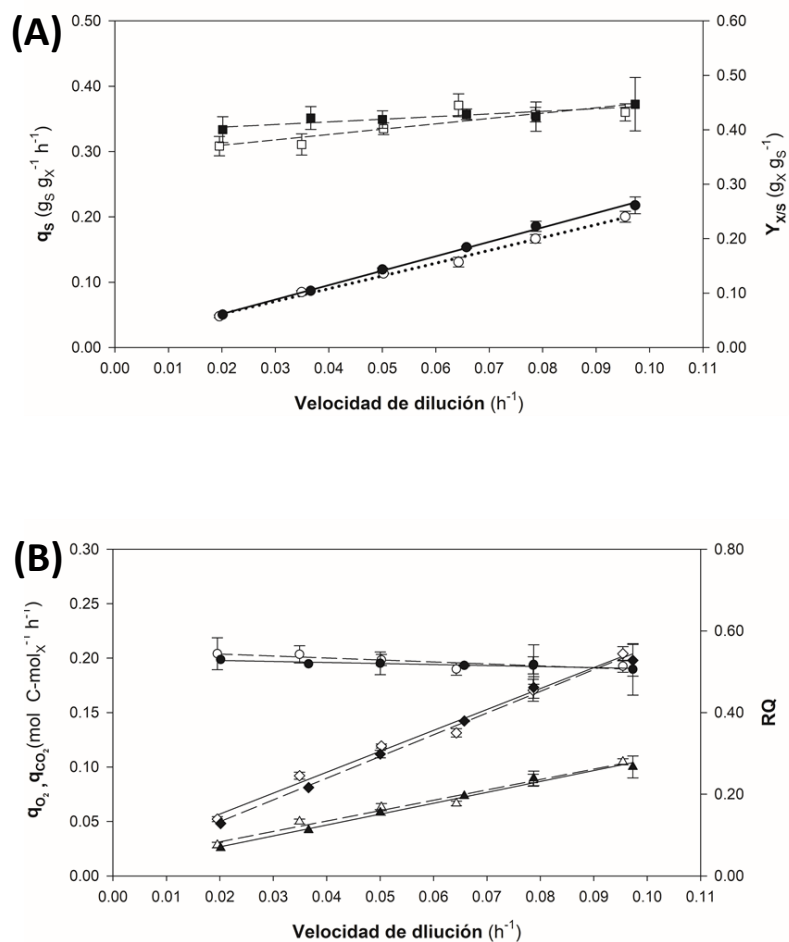 (A)
0.50 0.60
0.40 0.50
0.40
0.30
0.30
0.20
0.20
0.10
0.10
0.00 0.00
0.00 0.01 0.02 0.03 0.04 0.05 0.06 0.07 0.08 0.09 0.10 0.11
qS (gS gX-1 h-1)
YX/S (gX gS-1)
Velocidad de dilución (h-1)
(B)
0.30 0.80
0.25
0.60
0.20
0.15 0.40
0.10
0.20
0.05
0.00 0.00
0.00 0.01 0.02 0.03 0.04 0.05 0.06 0.07 0.08 0.09 0.10 0.11
qO2 , qCO2(mol C-molX-1 h-1)
RQ
Velocidad de dliución (h-1)